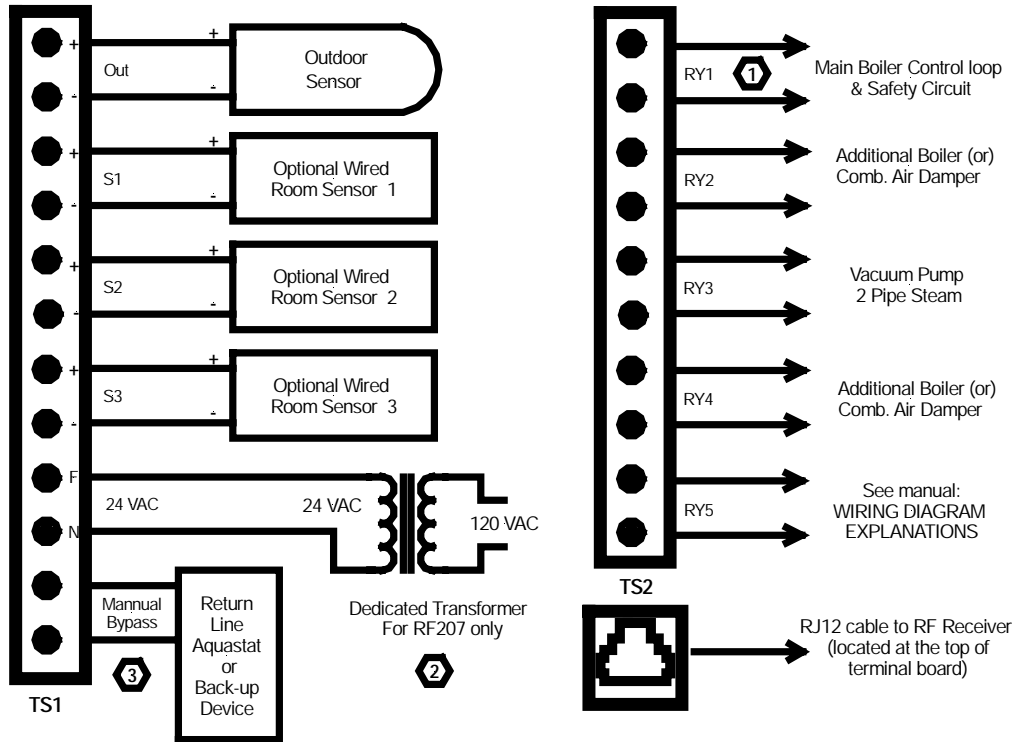 +
Out
-
+
-
Outdoor
Sensor
+
S1
-
+
-
Optional Wired
Room Sensor 1
+
S2
-
+
-
Optional Wired
Room Sensor 2
+
S3
-
+
-
Optional Wired
Room Sensor 3
F
24 VAC
N
24 VAC
120 VAC
Mannual
Bypass
3
Return
Line
Aquastat
or
Back-up
Device
Dedicated Transformer
For RF207 only
2
TS1
RY1
1
Main Boiler Control loop
& Safety Circuit
RY2
Additional Boiler (or)
Comb. Air Damper
RY3
Vacuum Pump
2 Pipe Steam
RY4
Additional Boiler (or)
Comb. Air Damper
RY5
See manual:
WIRING DIAGRAM
EXPLANATIONS
TS2
RJ12 cable to RF Receiver
(located at the top of
terminal board)